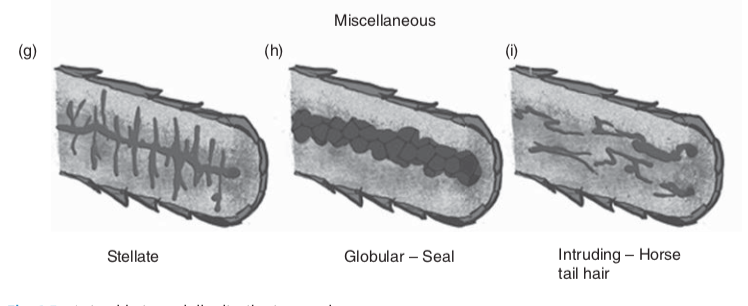 Miscellaneous
(g)
(h)
(i)
Stellate
Globular – Seal
Intruding – Horse
tail hair